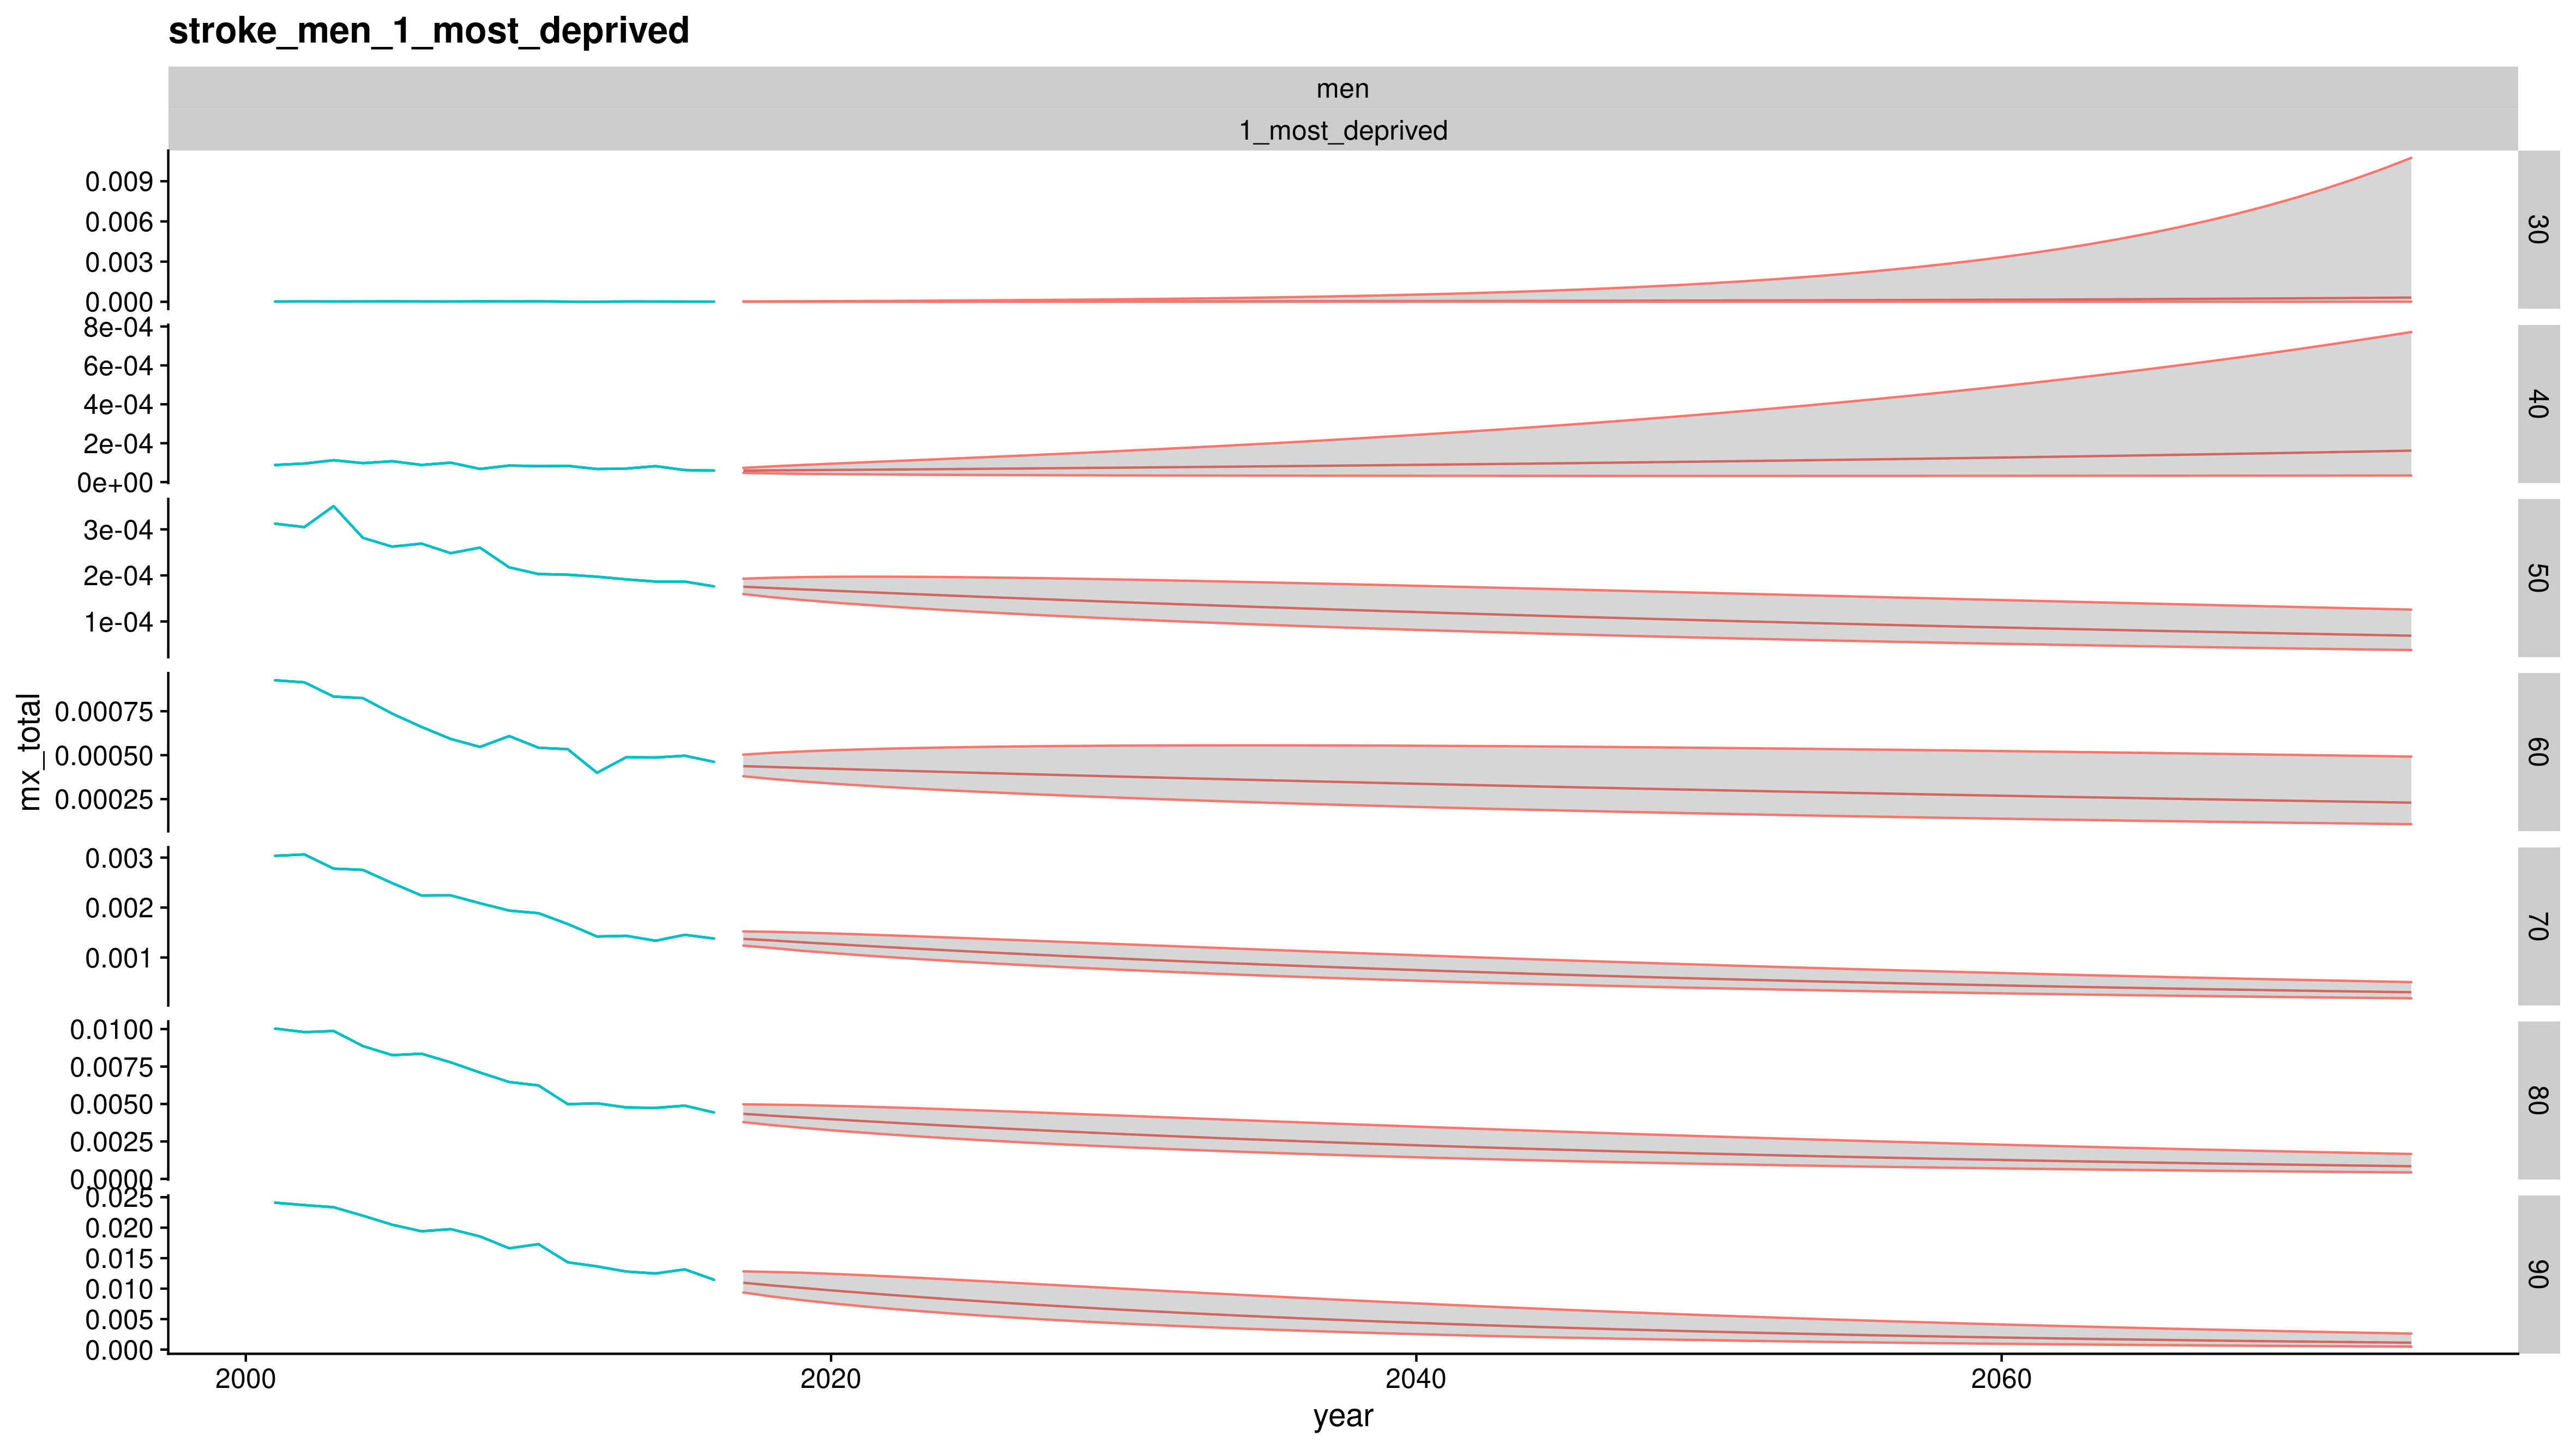 stroke_men_1_most_deprived
men
1_most_deprived
0.009
0.006
0.003
0.000
30
8e-04
6e-04
4e-04
2e-04
0e+00
40
3e-04
2e-04
1e-04
50
0.00075
0.00050
0.00025
60
mx_total
0.003
0.002
0.001
70
0.0100
0.0075
0.0050
0.0025
0.0000
80
0.025
0.020
0.015
0.010
0.005
0.000
90
2000 2020 2040 2060
year